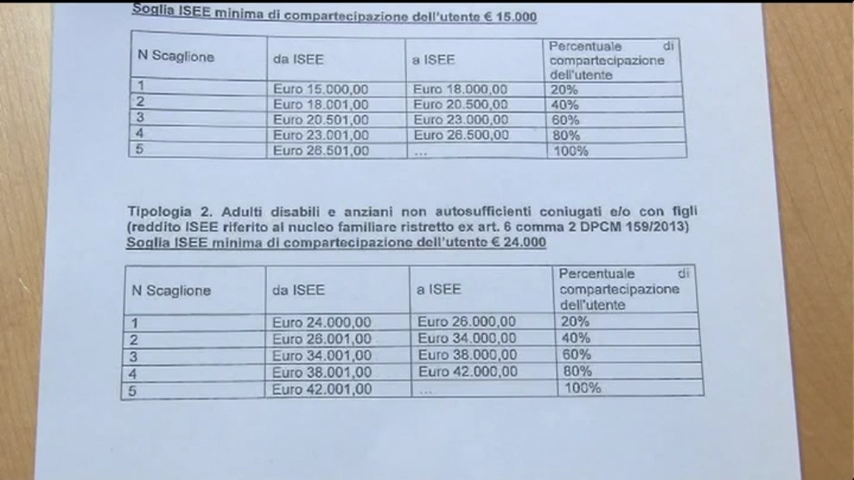 Soglia ISEE minima di compartecipazione dell'utente € 15.000
N Scaglione da ISEE a ISEE Percentuale di compartecipazione dell'utente
1 Euro 15.000,00 Euro 18.000,00 20%
2 Euro 18.001,00 Euro 20.500,00 40%
3 Euro 20.501,00 Euro 23.000,00 60%
4 Euro 23.001,00 Euro 26.500,00 80%
5 Euro 26.501,00 ... 100%
Tipologia 2. Adulti disabili e anziani non autosufficienti coniugati e/o con figli
(reddito ISEE riferito al nucleo familiare ristretto ex art. 6 comma 2 DPCM 159/2013)
Soglia ISEE minima di compartecipazione dell'utente € 24.000
N Scaglione da ISEE a ISEE Percentuale di compartecipazione dell'utente
1 Euro 24.000,00 Euro 26.000,00 20%
2 Euro 26.001,00 Euro 34.000,00 40%
3 Euro 34.001,00 Euro 38.000,00 60%
4 Euro 38.001,00 Euro 42.000,00 80%
5 Euro 42.001,00 ... 100%